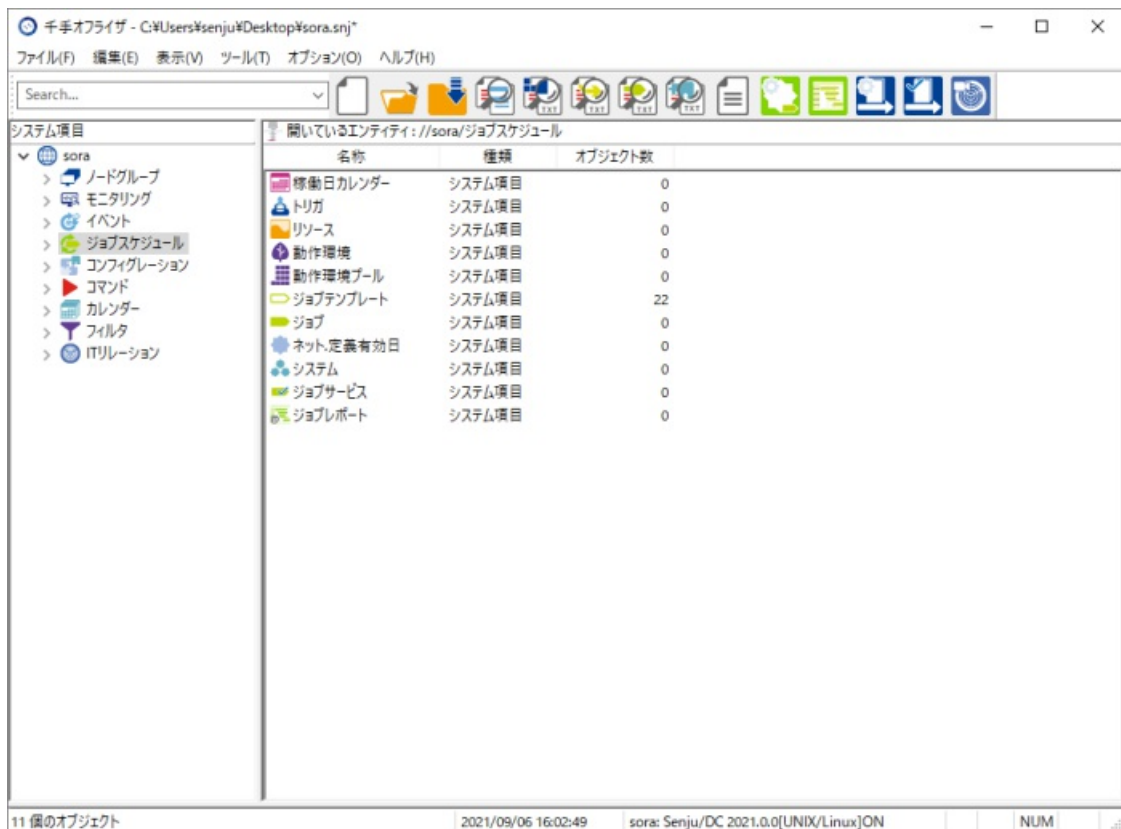 千手オフライザ - C:¥Users¥senju¥Desktop¥sora.snj*
ファイル(F) 編集(E) 表示(V) ツール(T) オプション(O) ヘルプ(H)
Search...
TXT TXT TXT TXT
システム項目
開いているエンティティ : //sora/ジョブスケジュール
sora
ノードグループ
モニタリング
イベント
ジョブスケジュール
コンフィグレーション
コマンド
カレンダー
フィルタ
ITリレーション
名称 種類 オブジェクト数
稼働日カレンダー システム項目 0
トリガ システム項目 0
リソース システム項目 0
動作環境 システム項目 0
動作環境プール システム項目 0
ジョブテンプレート システム項目 22
ジョブ システム項目 0
ネット.定義有効日 システム項目 0
システム システム項目 0
ジョブサービス システム項目 0
ジョブレポート システム項目 0
11 個のオブジェクト 2021/09/06 16:02:49 sora: Senju/DC 2021.0.0[UNIX/Linux]ON NUM